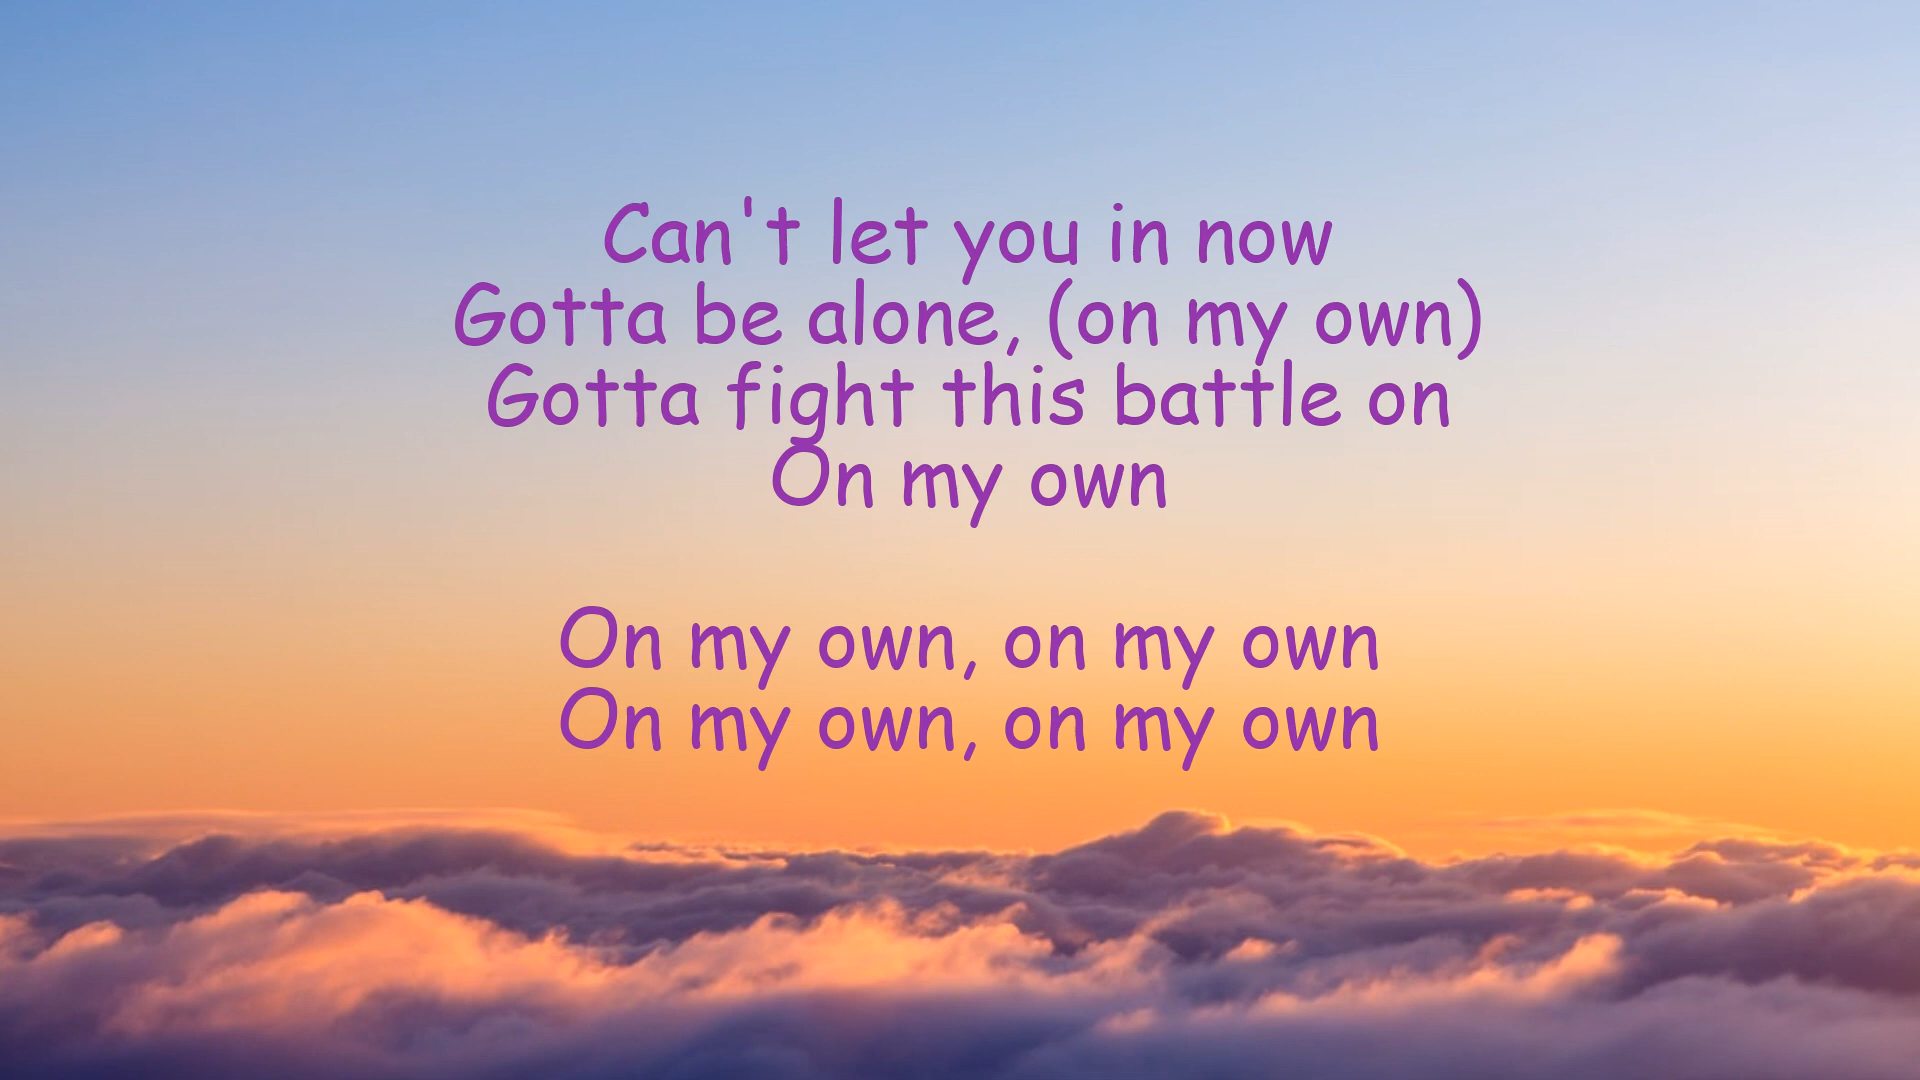 Can't let you in now
Gotta be alone, (on my own)
Gotta fight this battle on
On my own
On my own, on my own
On my own, on my own